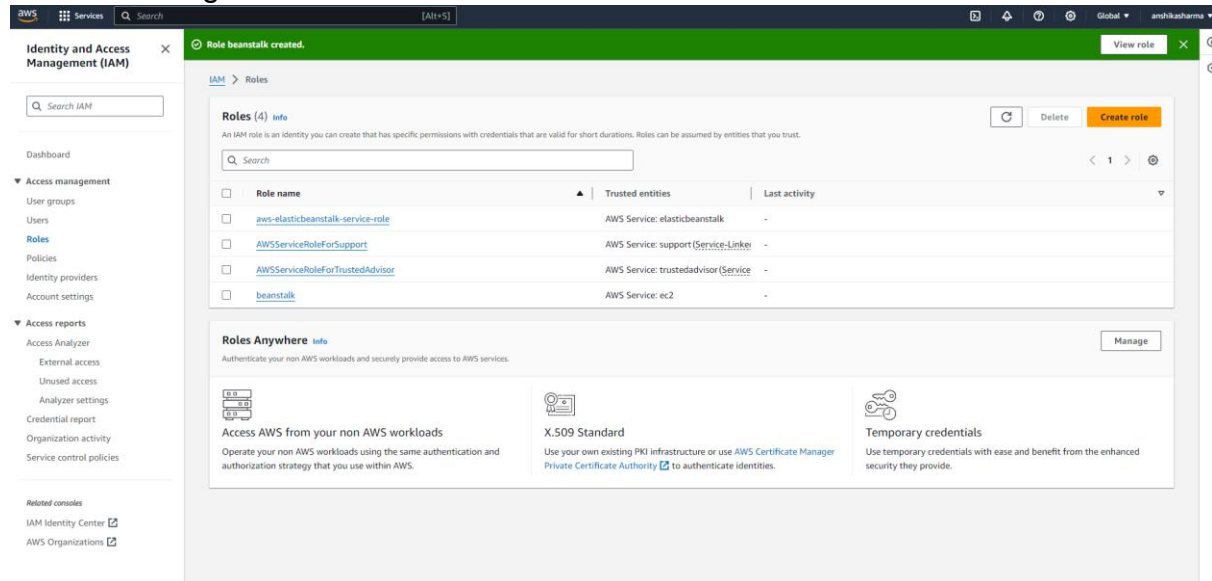 aws Services Search [Alt+S] Global anshikasharma
Identity and Access Management (IAM)
Search IAM
Dashboard
Access management
User groups
Users
Roles
Policies
Identity providers
Account settings
Access reports
Access Analyzer
External access
Unused access
Analyzer settings
Credential report
Organization activity
Service control policies
Related consoles
IAM Identity Center
AWS Organizations
Role beanstalk created. View role
IAM > Roles
Roles (4) Info Delete Create role
An IAM role is an identity you can create that has specific permissions with credentials that are valid for short durations. Roles can be assumed by entities that you trust.
Search 1
Role name Trusted entities Last activity
aws-elasticbeanstalk-service-role AWS Service: elasticbeanstalk -
AWSServiceRoleForSupport AWS Service: support (Service-Linke -
AWSServiceRoleForTrustedAdvisor AWS Service: trustedadvisor (Service -
beanstalk AWS Service: ec2 -
Roles Anywhere Info Manage
Authenticate your non AWS workloads and securely provide access to AWS services.
Access AWS from your non AWS workloads
Operate your non AWS workloads using the same authentication and
authorization strategy that you use within AWS.
X.509 Standard
Use your own existing PKI infrastructure or use AWS Certificate Manager
Private Certificate Authority to authenticate identities.
Temporary credentials
Use temporary credentials with ease and benefit from the enhanced
security they provide.